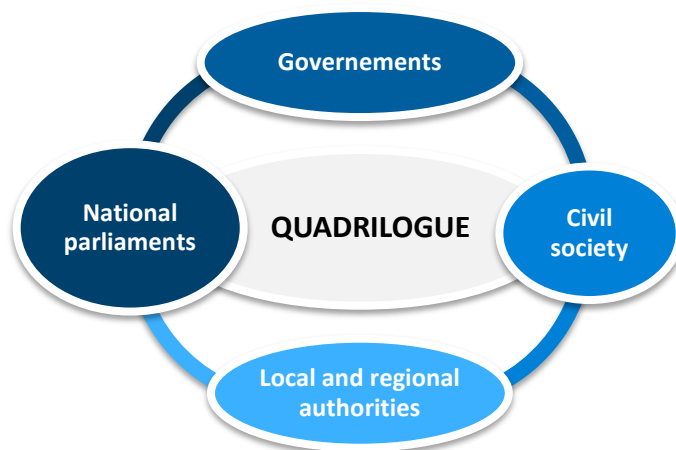 Governements
National
parliaments
QUADRILOGUE
Civil
society
Local and regional
authorities